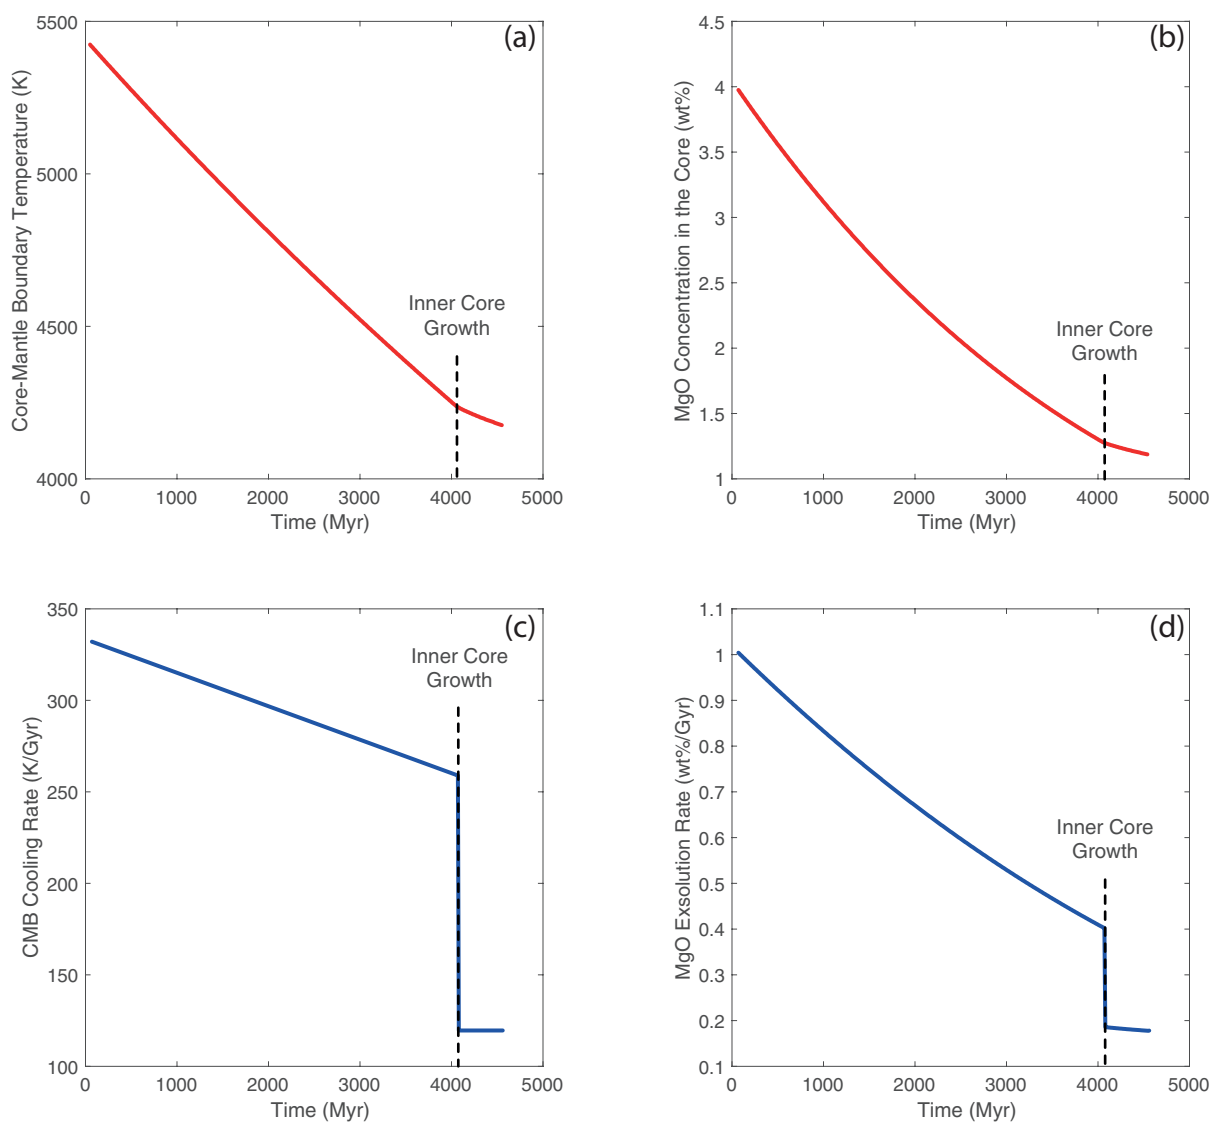 (a)
Core-Mantle Boundary Temperature (K)
5500
5000
4500
4000
Inner Core
Growth
0 1000 2000 3000 4000 5000
Time (Myr)
(b)
MgO Concentration in the Core (wt%)
4.5
4
3.5
3
2.5
2
1.5
1
Inner Core
Growth
0 1000 2000 3000 4000 5000
Time (Myr)
(c)
CMB Cooling Rate (K/Gyr)
350
300
250
200
150
100
Inner Core
Growth
0 1000 2000 3000 4000 5000
Time (Myr)
(d)
MgO Exsolution Rate (wt%/Gyr)
1.1
1
0.9
0.8
0.7
0.6
0.5
0.4
0.3
0.2
0.1
Inner Core
Growth
0 1000 2000 3000 4000 5000
Time (Myr)